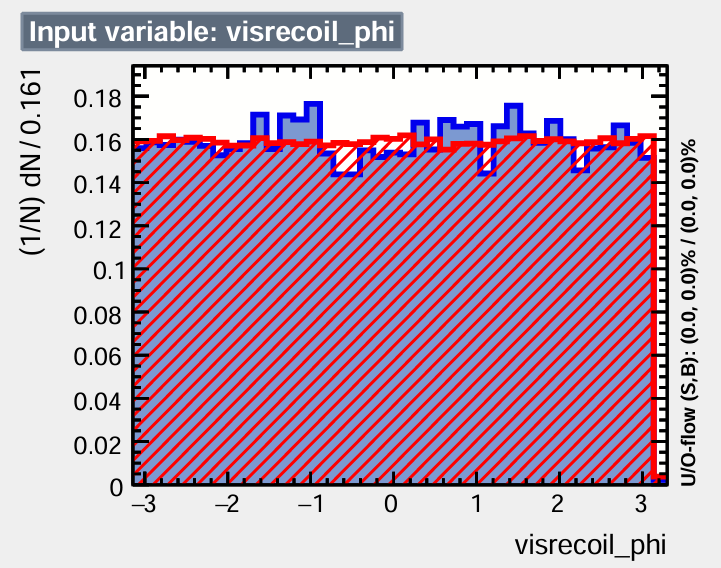 Input variable: visrecoil_phi
(1/N) dN / 0.161
0.18
0.16
0.14
0.12
0.1
0.08
0.06
0.04
0.02
0
−3 −2 −1 0 1 2 3
visrecoil_phi
U/O-flow (S,B): (0.0, 0.0)% / (0.0, 0.0)%